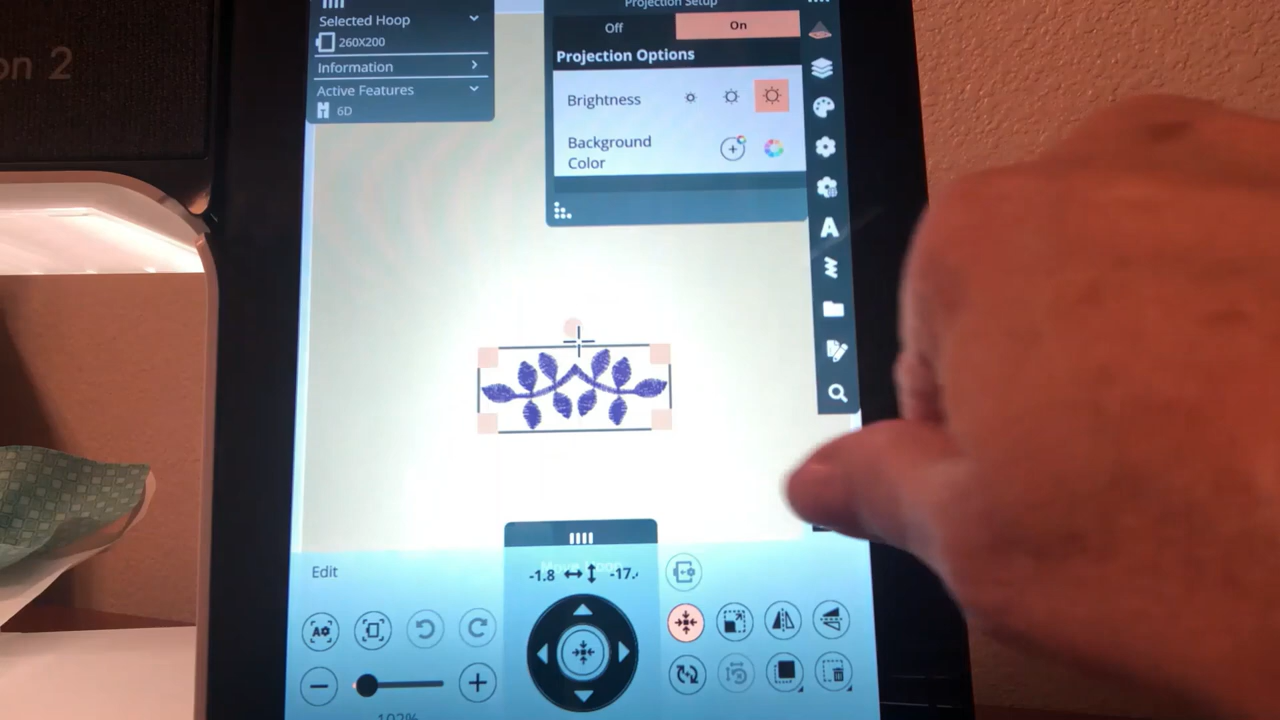 on 2
Selected Hoop
260X200
Information
Active Features
6D
Projection Setup
Off
On
Projection Options
Brightness
Background
Color
A
Edit
-1.8
-17.
A
102%